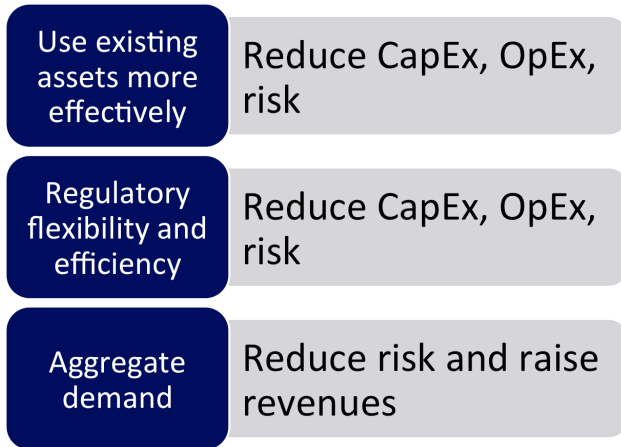 Use existing
assets more
effectively
Reduce CapEx, OpEx,
risk
Regulatory
flexibility and
efficiency
Reduce CapEx, OpEx,
risk
Aggregate
demand
Reduce risk and raise
revenues